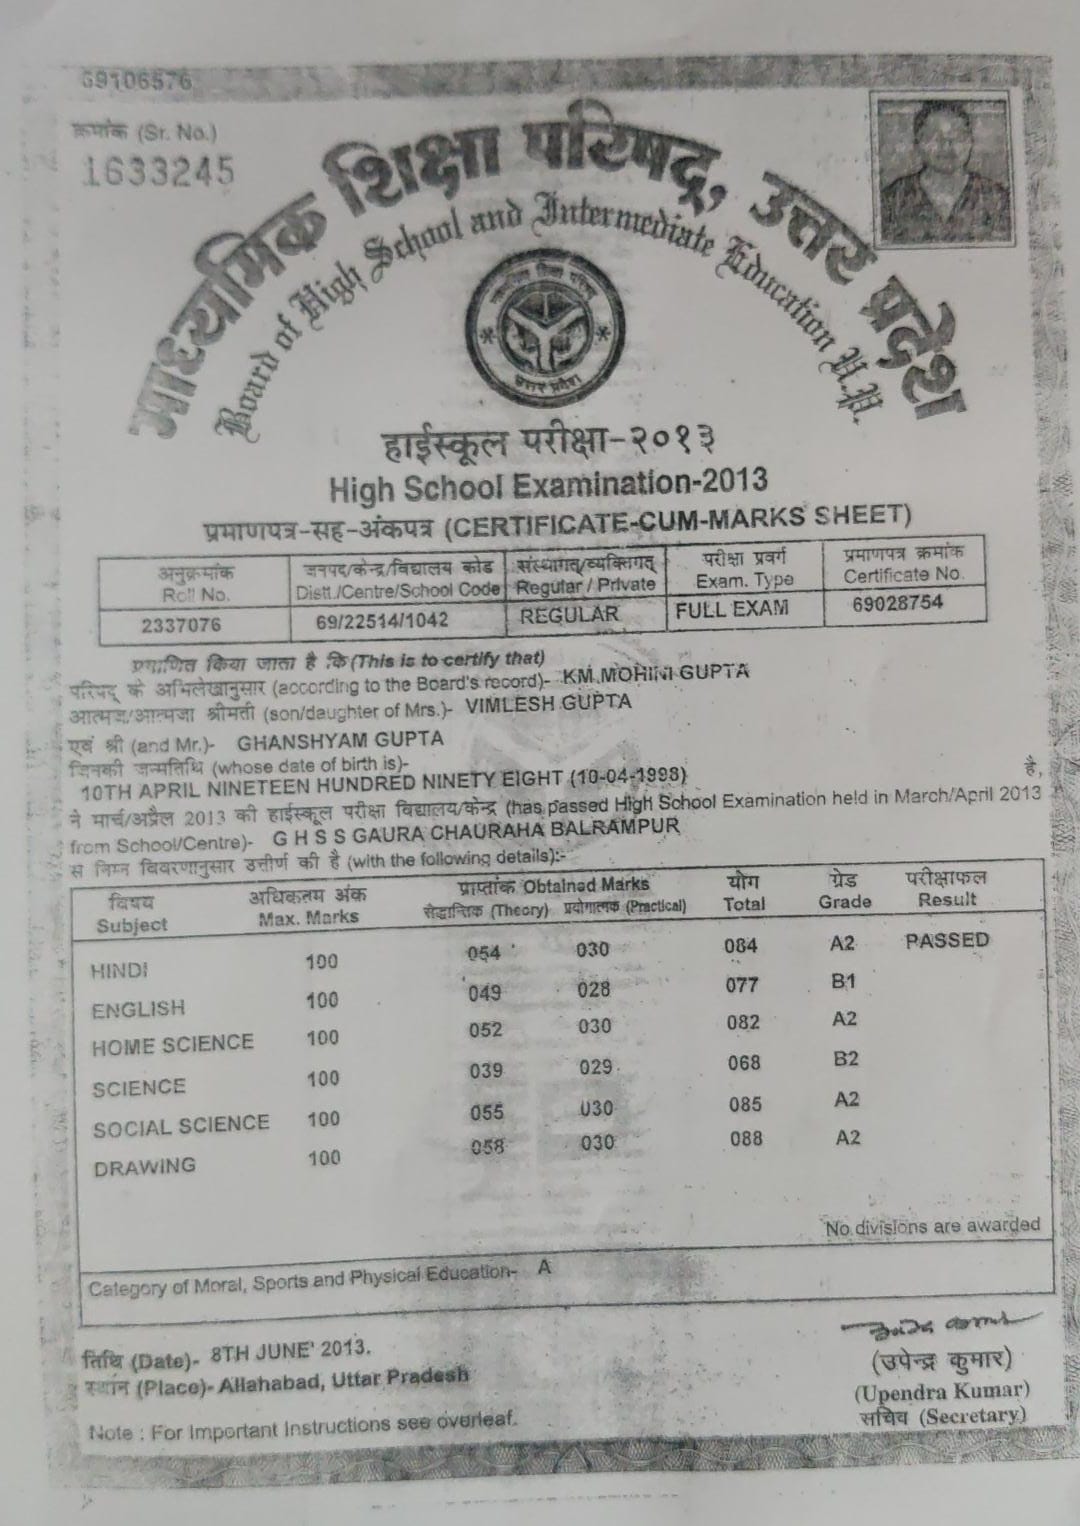 69106576
क्रमांक (Sr. No.)
1633245
माध्यमिक शिक्षा परिषद्, उत्तर प्रदेश
Board of High School and Intermediate Education U.P.
माध्यमिक शिक्षा परिषद
उत्तर प्रदेश
हाईस्कूल परीक्षा-२०१३
High School Examination-2013
प्रमाणपत्र-सह-अंकपत्र (CERTIFICATE-CUM-MARKS SHEET)
अनुक्रमांक जनपद/केन्द्र/विद्यालय कोड संस्थागत/व्यक्तिगत परीक्षा प्रवर्ग प्रमाणपत्र क्रमांक
Roll No. Distt./Centre/School Code Regular / Private Exam. Type Certificate No.
2337076 69/22514/1042 REGULAR FULL EXAM 69028754
प्रमाणित किया जाता है कि (This is to certify that)
परिषद् के अभिलेखानुसार (according to the Board's record)- KM.MOHINI GUPTA
आत्मज/आत्मजा श्रीमती (son/daughter of Mrs.)- VIMLESH GUPTA
एवं श्री (and Mr.)- GHANSHYAM GUPTA
जिनकी जन्मतिथि (whose date of birth is)-
10TH APRIL NINETEEN HUNDRED NINETY EIGHT (10-04-1998) है,
ने मार्च/अप्रैल 2013 की हाईस्कूल परीक्षा विद्यालय/केन्द्र (has passed High School Examination held in March/April 2013
from School/Centre)- G H S S GAURA CHAURAHA BALRAMPUR
से निम्न विवरणानुसार उत्तीर्ण की है (with the following details):-
विषय अधिकतम अंक प्राप्तांक Obtained Marks योग ग्रेड परीक्षाफल
Subject Max. Marks सैद्धान्तिक (Theory) प्रयोगात्मक (Practical) Total Grade Result
HINDI 100 054 030 084 A2 PASSED
ENGLISH 100 049 028 077 B1
HOME SCIENCE 100 052 030 082 A2
SCIENCE 100 039 029 068 B2
SOCIAL SCIENCE 100 055 030 085 A2
DRAWING 100 058 030 088 A2
No divisions are awarded
Category of Moral, Sports and Physical Education- A
तिथि (Date)- 8TH JUNE' 2013.
स्थान (Place)- Allahabad, Uttar Pradesh
(उपेन्द्र कुमार)
(Upendra Kumar)
सचिव (Secretary)
Note : For Important Instructions see overleaf.